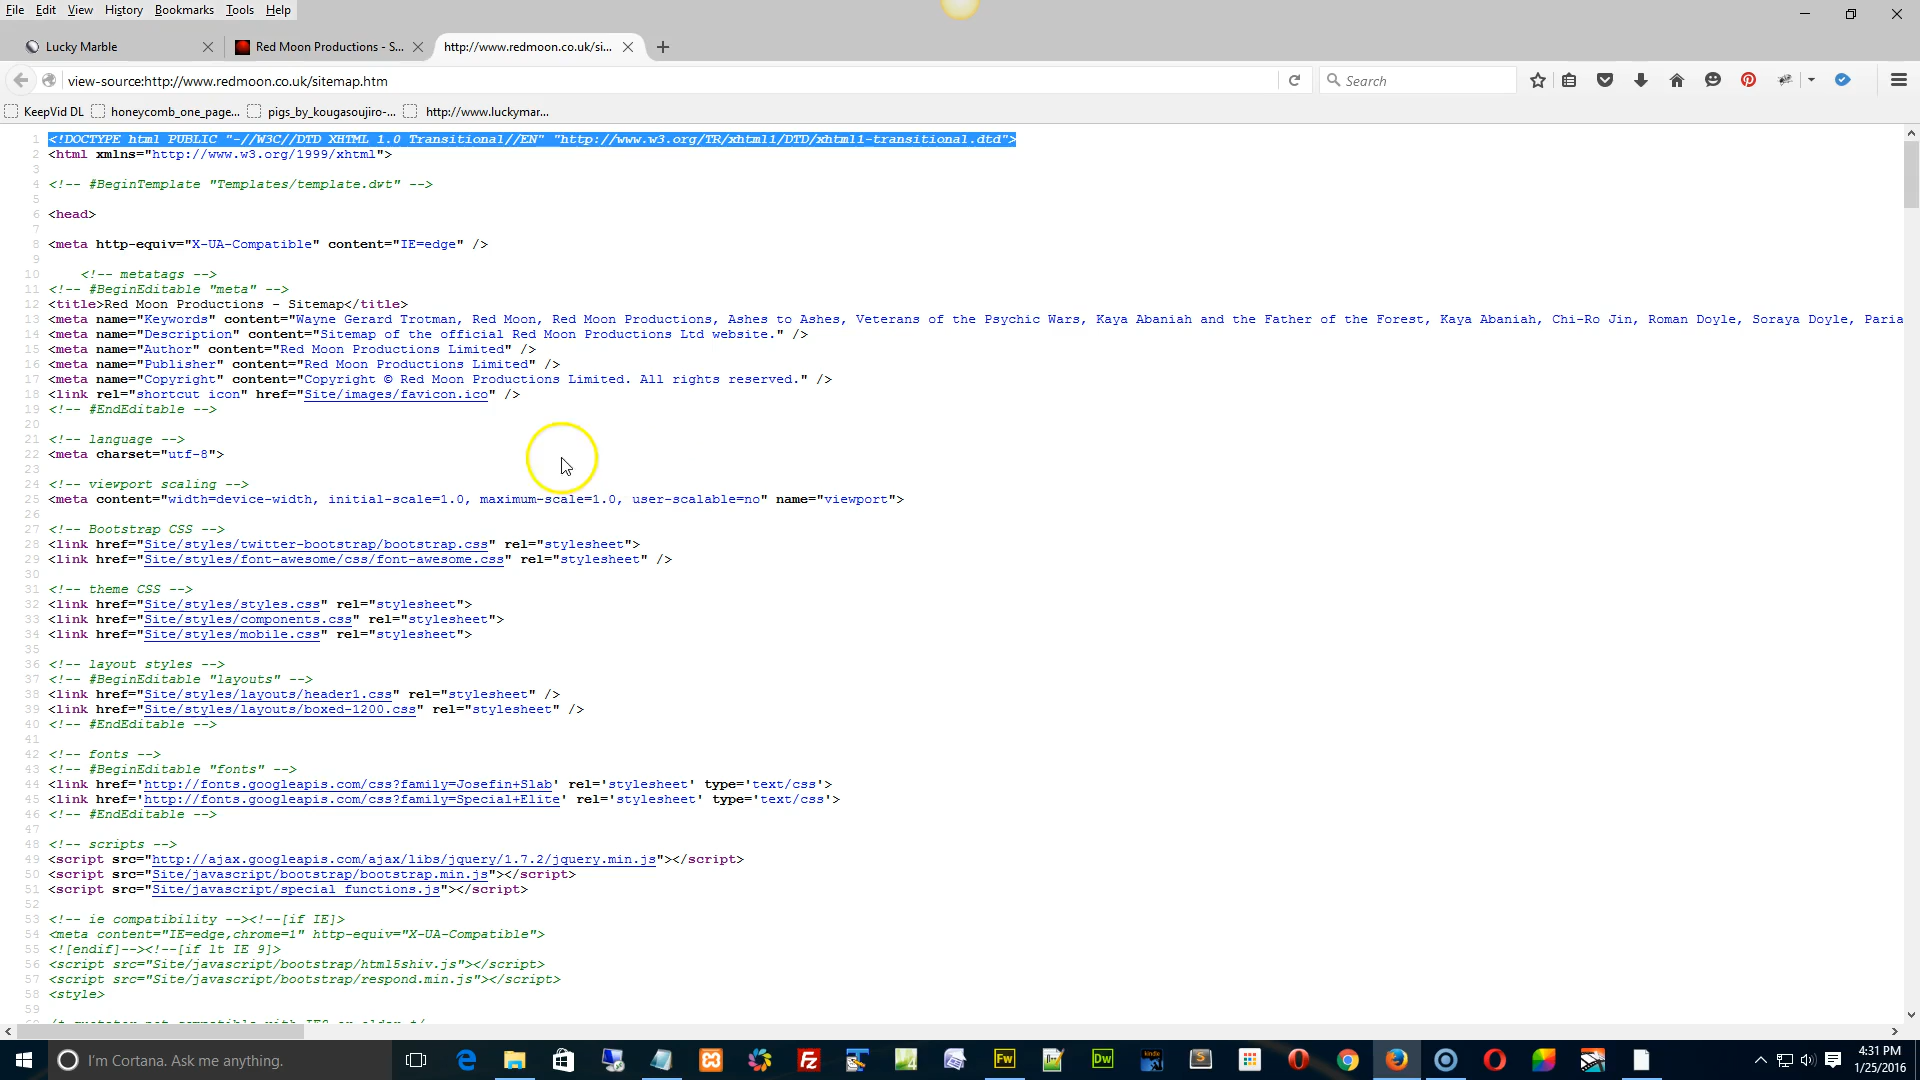 File Edit View History Bookmarks Tools Help
Lucky Marble
Red Moon Productions - S...
http://www.redmoon.co.uk/si...
view-source:http://www.redmoon.co.uk/sitemap.htm
Search
KeepVid DL
honeycomb_one_page...
pigs_by_kougasoujiro-...
http://www.luckymar...
1 <!DOCTYPE html PUBLIC "-//W3C//DTD XHTML 1.0 Transitional//EN" "http://www.w3.org/TR/xhtml1/DTD/xhtml1-transitional.dtd">
2 <html xmlns="http://www.w3.org/1999/xhtml">
3
4 <!-- #BeginTemplate "Templates/template.dwt" -->
5
6 <head>
7
8 <meta http-equiv="X-UA-Compatible" content="IE=edge" />
9
10 <!-- metatags -->
11 <!-- #BeginEditable "meta" -->
12 <title>Red Moon Productions - Sitemap</title>
13 <meta name="Keywords" content="Wayne Gerard Trotman, Red Moon, Red Moon Productions, Ashes to Ashes, Veterans of the Psychic Wars, Kaya Abaniah and the Father of the Forest, Kaya Abaniah, Chi-Ro Jin, Roman Doyle, Soraya Doyle, Paria
14 <meta name="Description" content="Sitemap of the official Red Moon Productions Ltd website." />
15 <meta name="Author" content="Red Moon Productions Limited" />
16 <meta name="Publisher" content="Red Moon Productions Limited" />
17 <meta name="Copyright" content="Copyright © Red Moon Productions Limited. All rights reserved." />
18 <link rel="shortcut icon" href="Site/images/favicon.ico" />
19 <!-- #EndEditable -->
20
21 <!-- language -->
22 <meta charset="utf-8">
23
24 <!-- viewport scaling -->
25 <meta content="width=device-width, initial-scale=1.0, maximum-scale=1.0, user-scalable=no" name="viewport">
26
27 <!-- Bootstrap CSS -->
28 <link href="Site/styles/twitter-bootstrap/bootstrap.css" rel="stylesheet">
29 <link href="Site/styles/font-awesome/css/font-awesome.css" rel="stylesheet" />
30
31 <!-- theme CSS -->
32 <link href="Site/styles/styles.css" rel="stylesheet">
33 <link href="Site/styles/components.css" rel="stylesheet">
34 <link href="Site/styles/mobile.css" rel="stylesheet">
35
36 <!-- layout styles -->
37 <!-- #BeginEditable "layouts" -->
38 <link href="Site/styles/layouts/header1.css" rel="stylesheet" />
39 <link href="Site/styles/layouts/boxed-1200.css" rel="stylesheet" />
40 <!-- #EndEditable -->
41
42 <!-- fonts -->
43 <!-- #BeginEditable "fonts" -->
44 <link href='http://fonts.googleapis.com/css?family=Josefin+Slab' rel='stylesheet' type='text/css'>
45 <link href='http://fonts.googleapis.com/css?family=Special+Elite' rel='stylesheet' type='text/css'>
46 <!-- #EndEditable -->
47
48 <!-- scripts -->
49 <script src="http://ajax.googleapis.com/ajax/libs/jquery/1.7.2/jquery.min.js"></script>
50 <script src="Site/javascript/bootstrap/bootstrap.min.js"></script>
51 <script src="Site/javascript/special_functions.js"></script>
52
53 <!-- ie compatibility --><!--[if IE]>
54 <meta content="IE=edge,chrome=1" http-equiv="X-UA-Compatible">
55 <![endif]--><!--[if lt IE 9]>
56 <script src="Site/javascript/bootstrap/html5shiv.js"></script>
57 <script src="Site/javascript/bootstrap/respond.min.js"></script>
58 <style>
59
I'm Cortana. Ask me anything.
Fz
Fw
Dw
kindle
S
4:31 PM
1/25/2016